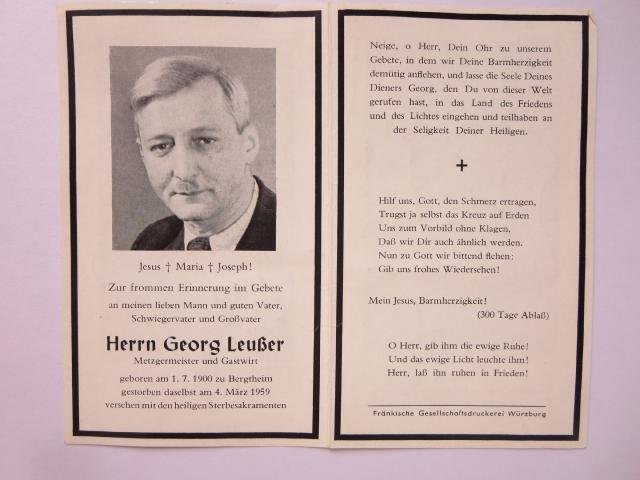 Jesus † Maria † Joseph!
Zur frommen Erinnerung im Gebete
an meinen lieben Mann und guten Vater,
Schwiegervater und Großvater
Herrn Georg Leußer
Metzgermeister und Gastwirt
geboren am 1. 7. 1900 zu Bergtheim
gestorben daselbst am 4. März 1959
versehen mit den heiligen Sterbesakramenten
Neige, o Herr, Dein Ohr zu unserem
Gebete, in dem wir Deine Barmherzigkeit
demütig anflehen, und lasse die Seele Deines
Dieners Georg, den Du von dieser Welt
gerufen hast, in das Land des Friedens
und des Lichtes eingehen und teilhaben an
der Seligkeit Deiner Heiligen.
Hilf uns, Gott, den Schmerz ertragen,
Trugst ja selbst das Kreuz auf Erden
Uns zum Vorbild ohne Klagen,
Daß wir Dir auch ähnlich werden.
Nun zu Gott wir bittend flehen:
Gib uns frohes Wiedersehen!
Mein Jesus, Barmherzigkeit!
(300 Tage Ablaß)
O Herr, gib ihm die ewige Ruhe!
Und das ewige Licht leuchte ihm!
Herr, laß ihn ruhen in Frieden!
Fränkische Gesellschaftsdruckerei Würzburg